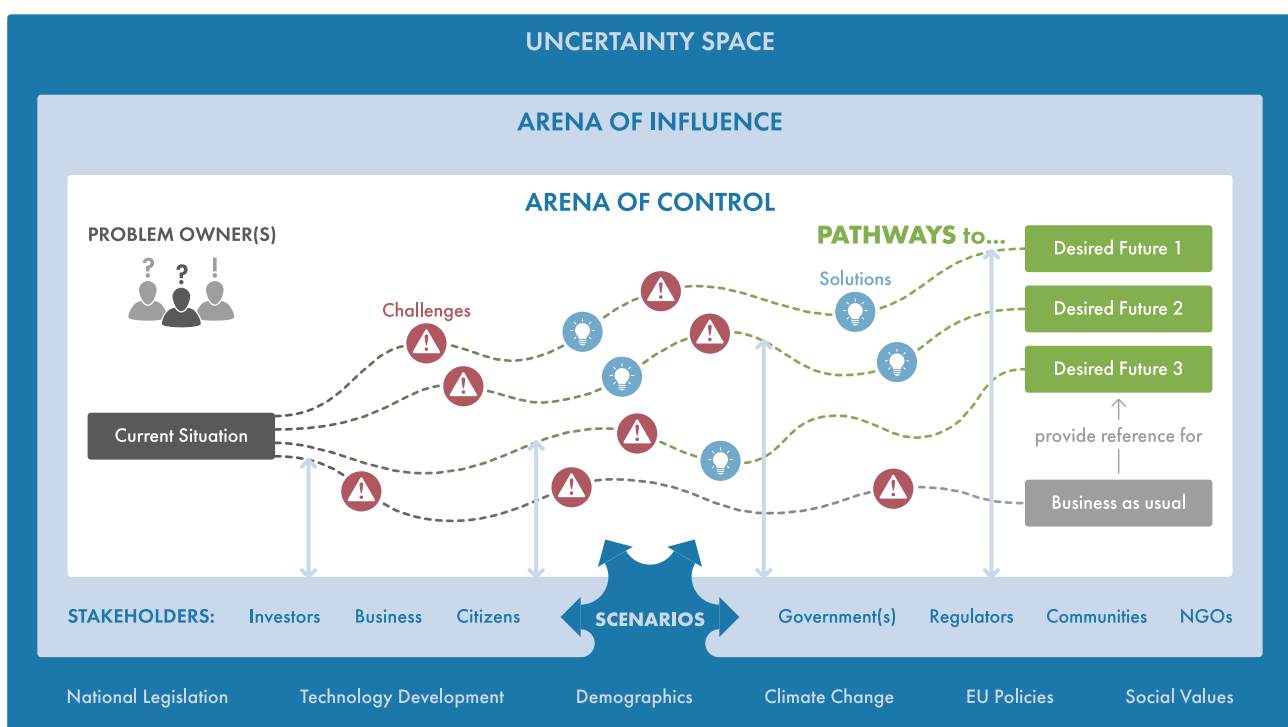 UNCERTAINTY SPACE
ARENA OF INFLUENCE
ARENA OF CONTROL
PROBLEM OWNER(S)
? ? !
PATHWAYS to...
Desired Future 1
Solutions
Challenges
Desired Future 2
Desired Future 3
Current Situation
provide reference for
Business as usual
STAKEHOLDERS: Investors Business Citizens SCENARIOS Government(s) Regulators Communities NGOs
National Legislation Technology Development Demographics Climate Change EU Policies Social Values